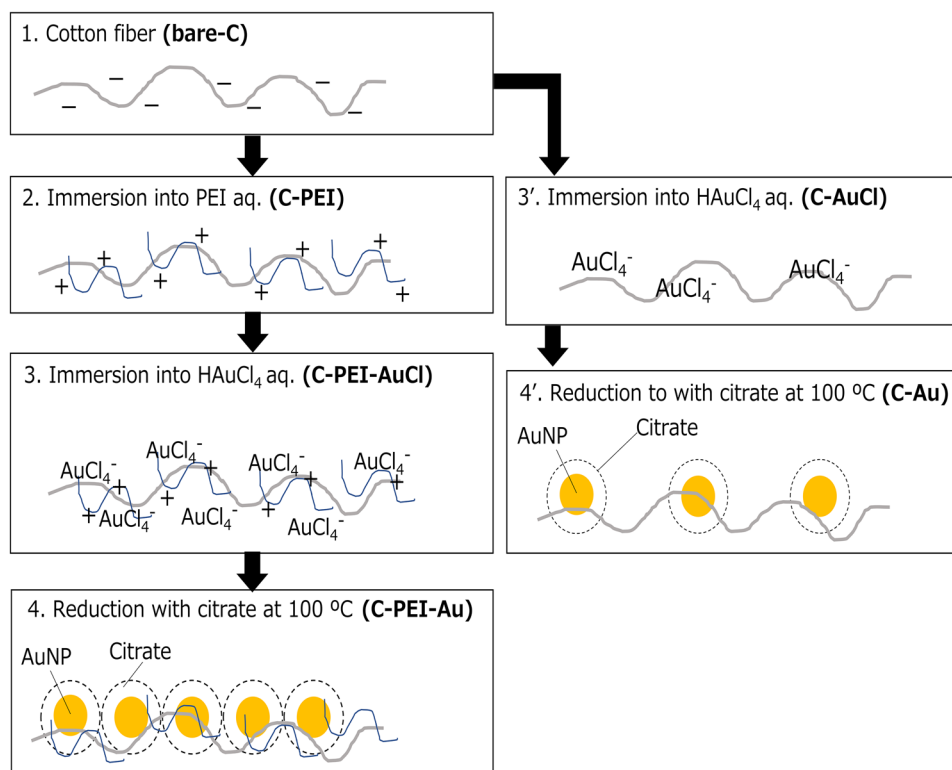 1. Cotton fiber (bare-C)
− − − − − −
2. Immersion into PEI aq. (C-PEI)
+ + + + + + + +
3. Immersion into HAuCl₄ aq. (C-PEI-AuCl)
AuCl₄⁻ AuCl₄⁻ AuCl₄⁻ AuCl₄⁻
+ + + + + +
AuCl₄⁻ AuCl₄⁻ AuCl₄⁻
4. Reduction with citrate at 100 ºC (C-PEI-Au)
AuNP Citrate
3’. Immersion into HAuCl₄ aq. (C-AuCl)
AuCl₄⁻ AuCl₄⁻ AuCl₄⁻
4’. Reduction to with citrate at 100 ºC (C-Au)
AuNP Citrate